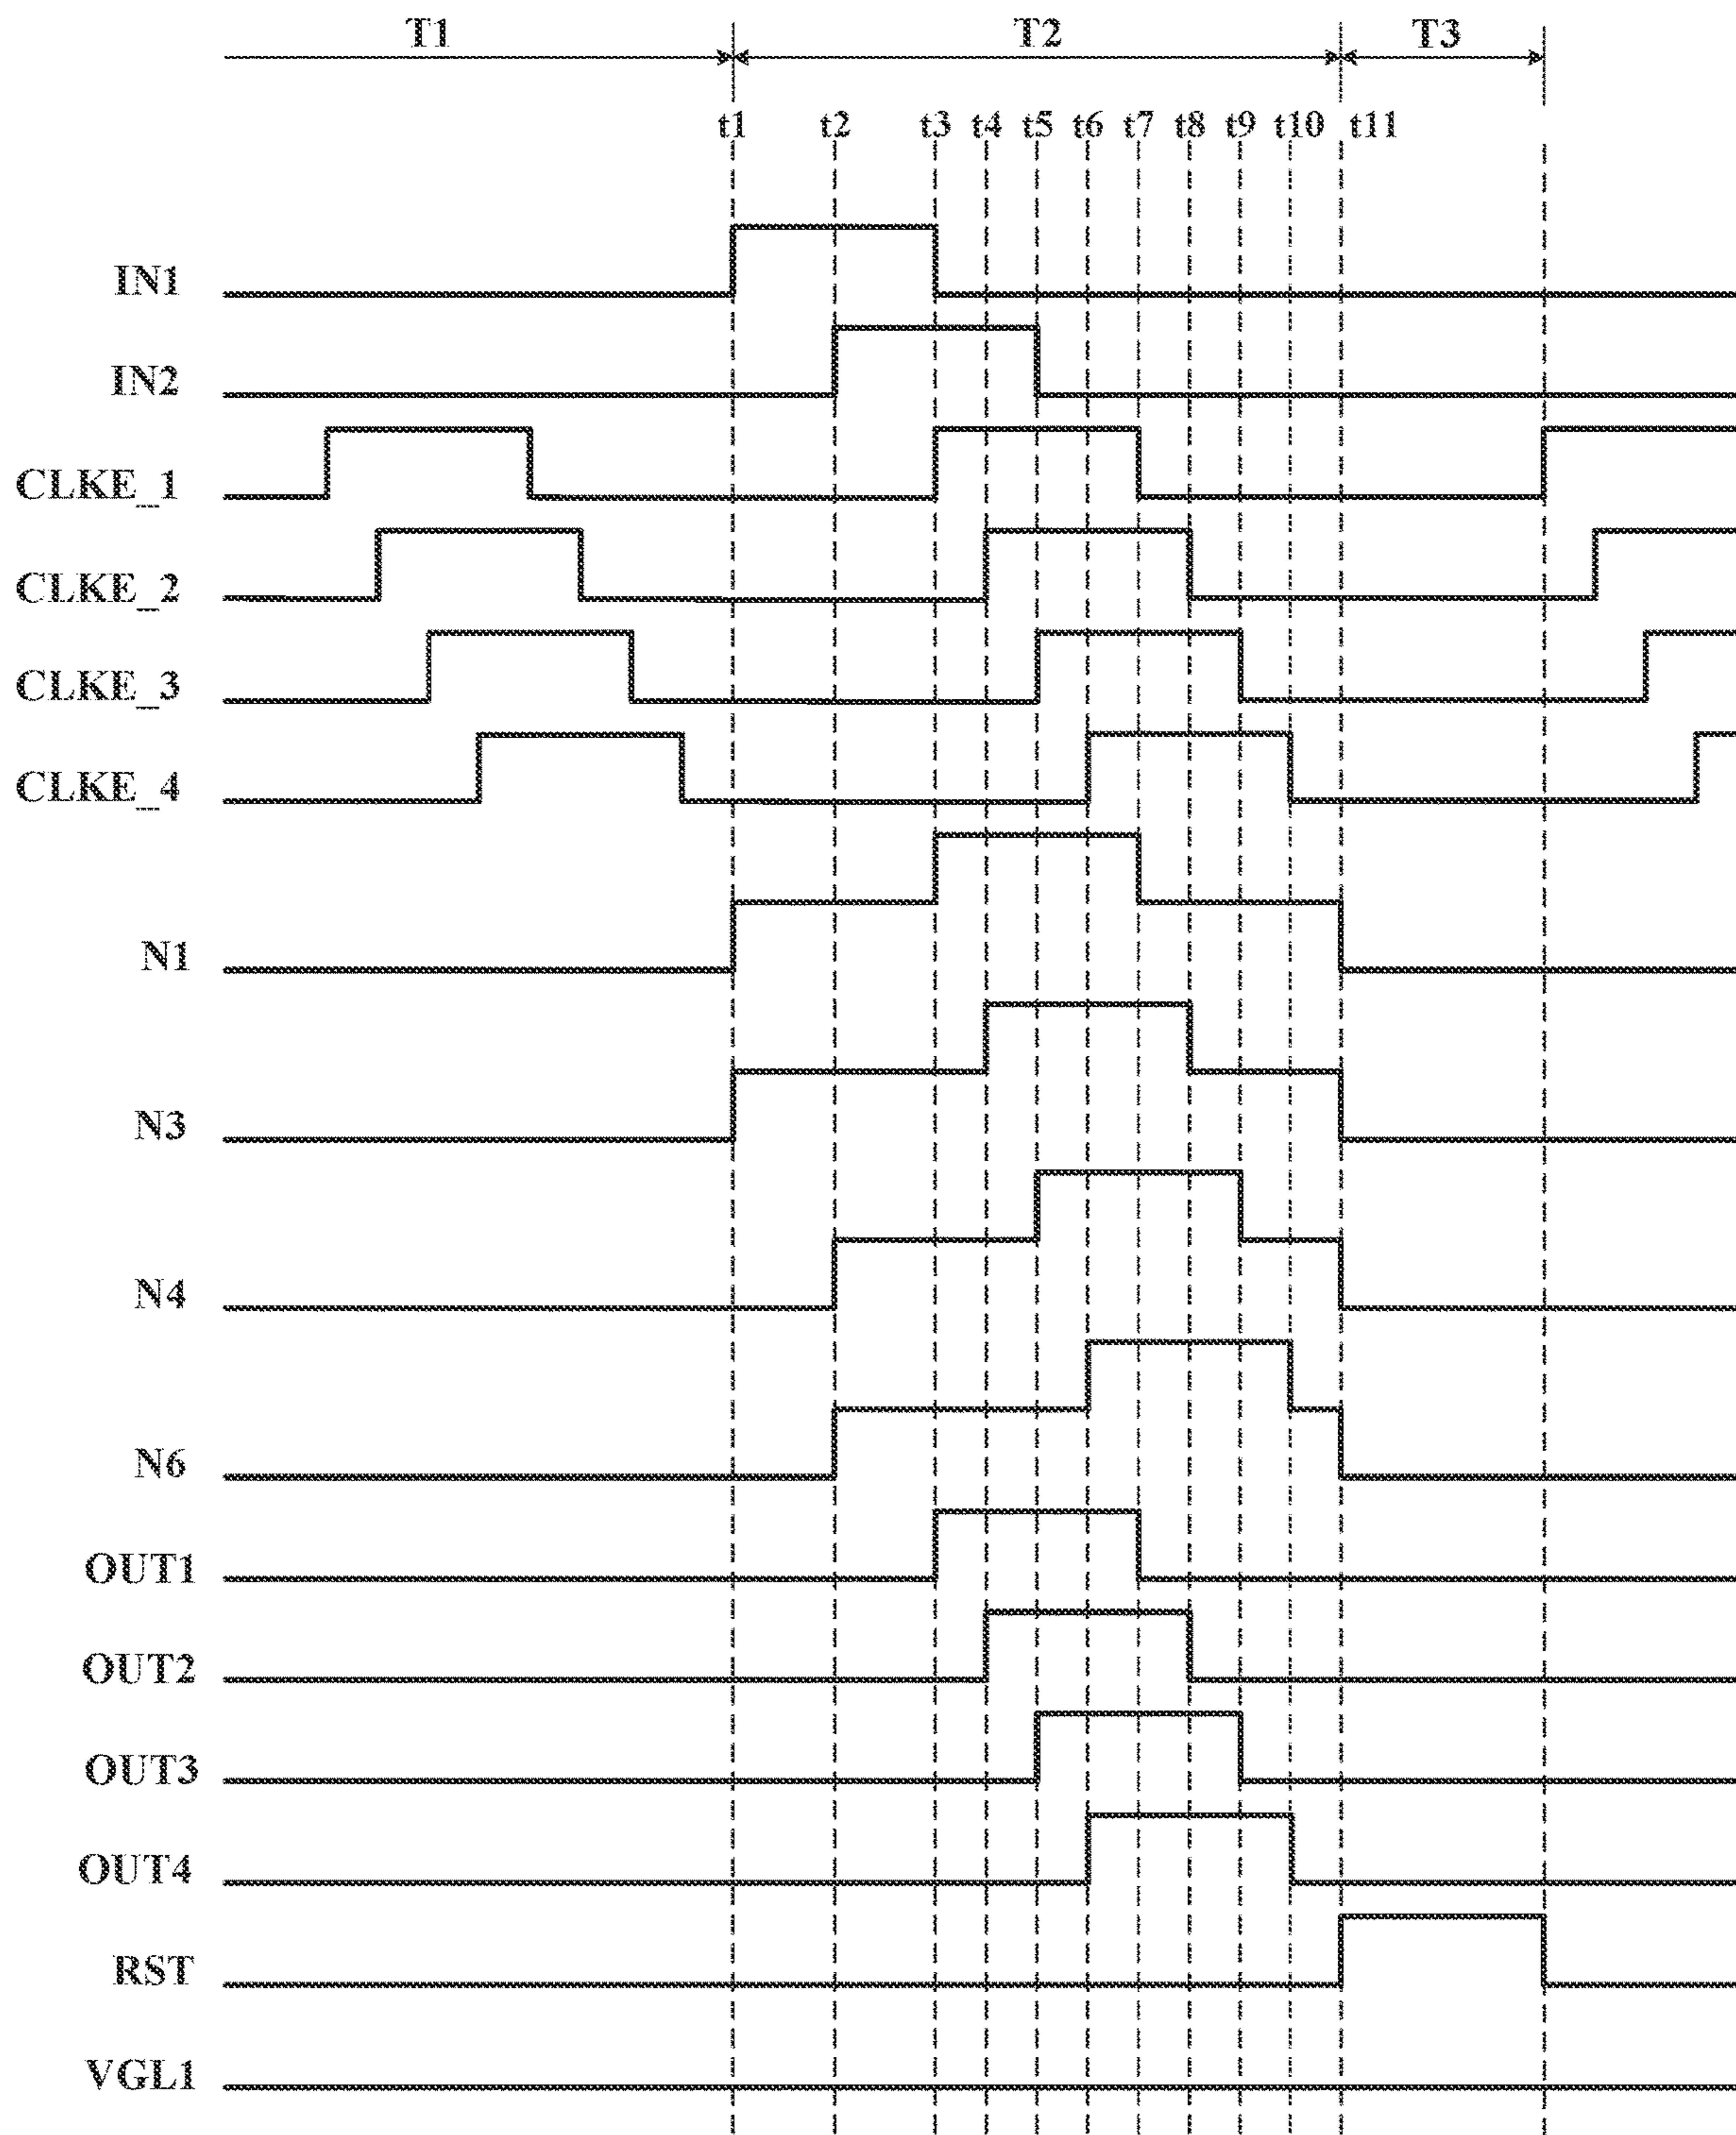 T1 T2 T3
t1 t2 t3 t4 t5 t6 t7 t8 t9 t10 t11
IN1
IN2
CLKE_1
CLKE_2
CLKE_3
CLKE_4
N1
N3
N4
N6
OUT1
OUT2
OUT3
OUT4
RST
VGL1